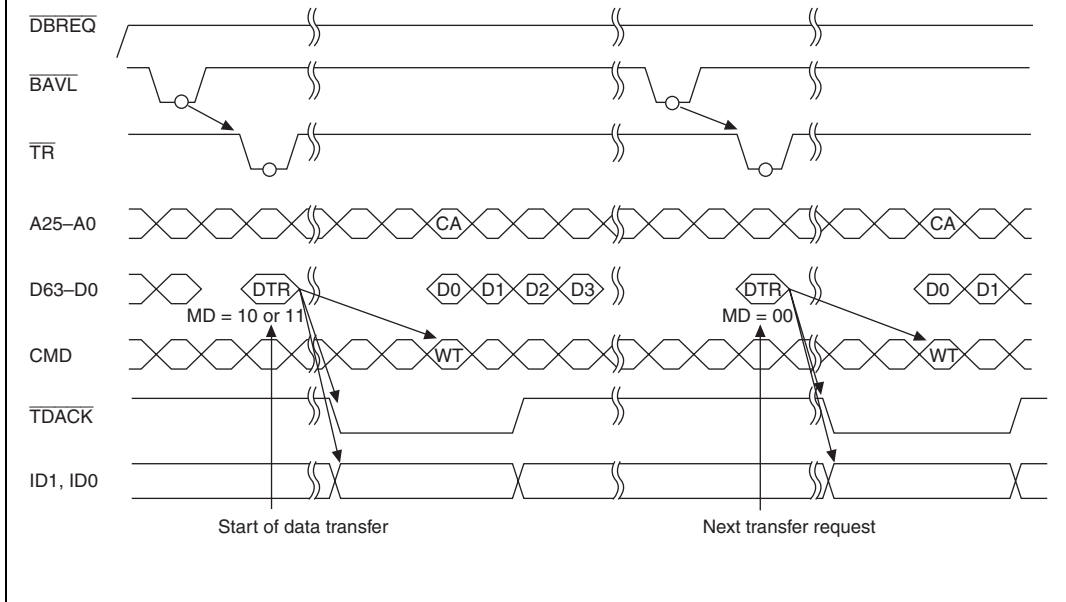 DBREQ
BAVL
TR
A25–A0 CA CA
D63–D0 DTR D0 D1 D2 D3 DTR D0 D1
MD = 10 or 11 MD = 00
CMD WT WT
TDACK
ID1, ID0
Start of data transfer Next transfer request